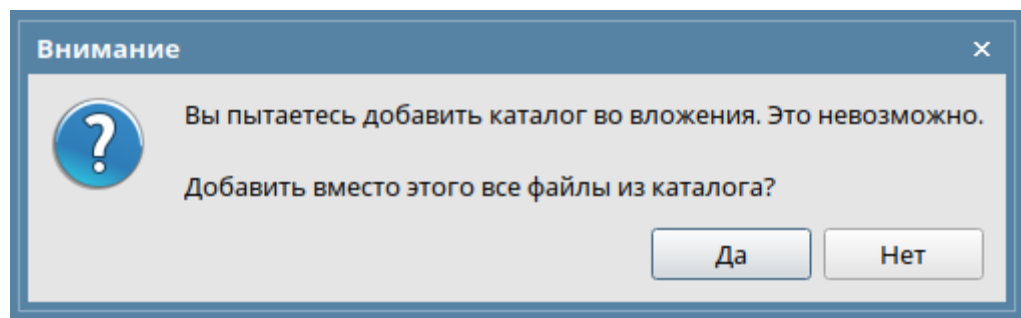 Внимание
Вы пытаетесь добавить каталог во вложения. Это невозможно.
Добавить вместо этого все файлы из каталога?
Да
Нет